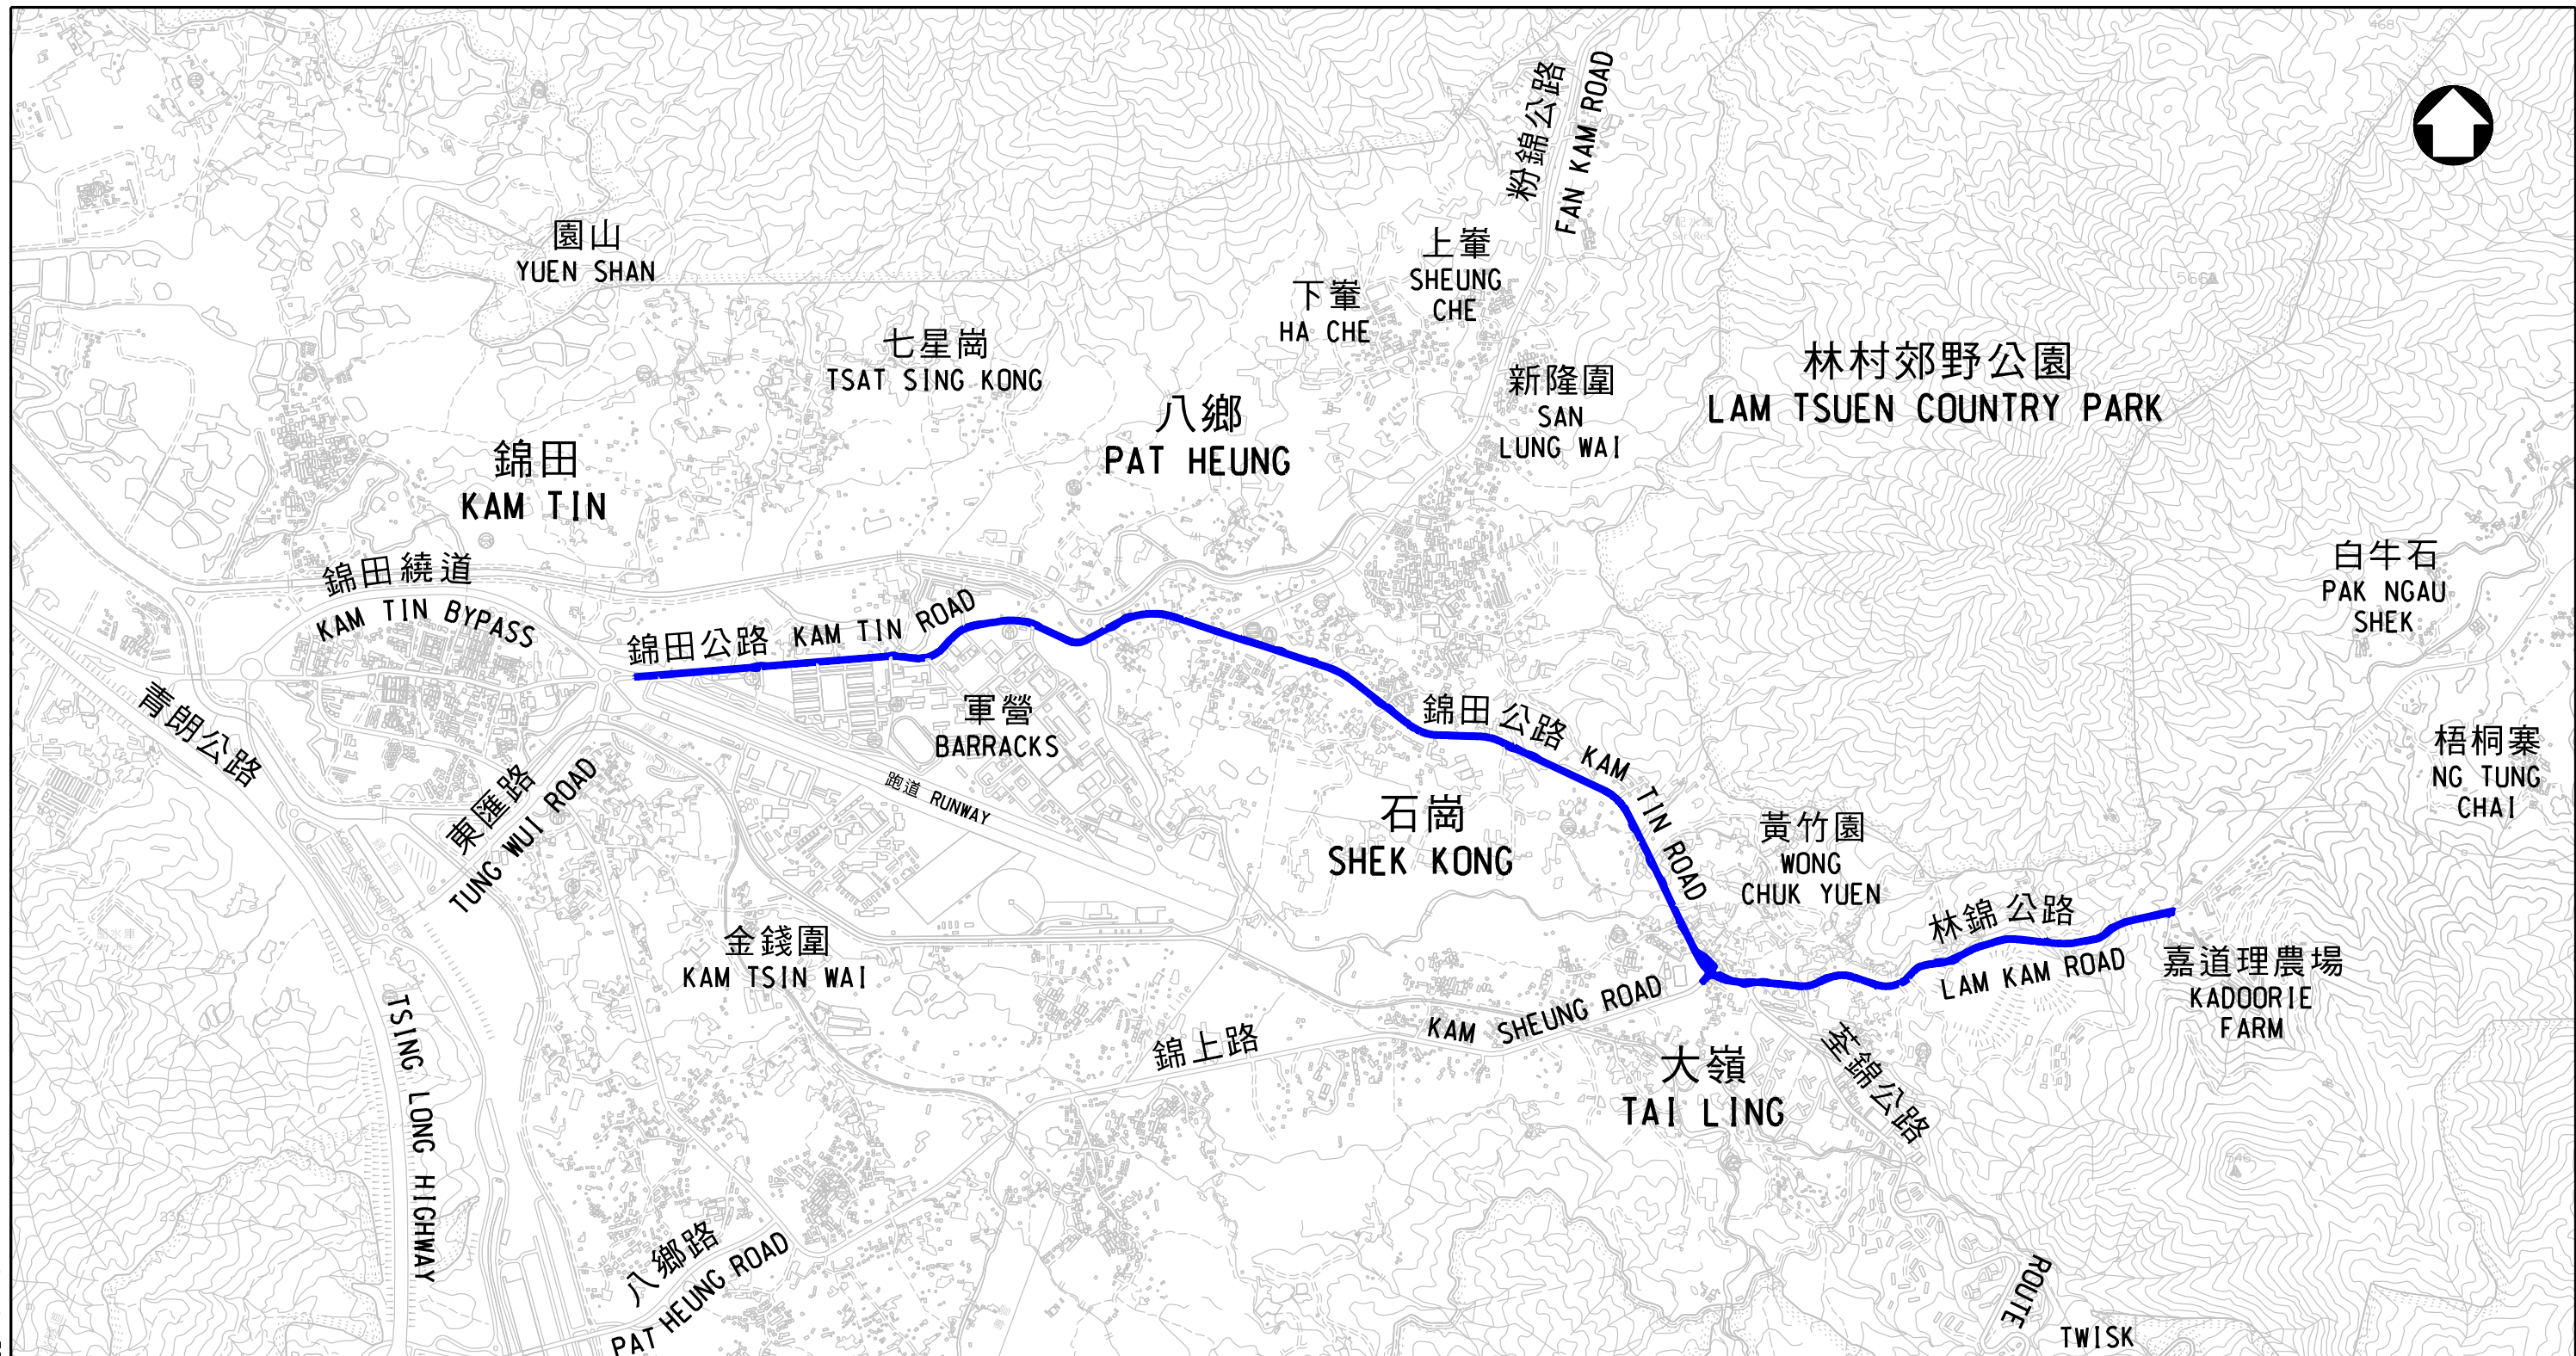 粉錦公路
FAN KAM ROAD
園山
YUEN SHAN
上輋
SHEUNG
CHE
下輋
HA CHE
七星崗
TSAT SING KONG
八鄉
PAT HEUNG
新隆圍
SAN
LUNG WAI
林村郊野公園
LAM TSUEN COUNTRY PARK
錦田
KAM TIN
錦田繞道
KAM TIN BYPASS
白牛石
PAK NGAU
SHEK
錦田公路 KAM TIN ROAD
青朗公路
軍營
BARRACKS
跑道 RUNWAY
錦田公路 KAM TIN ROAD
梧桐寨
NG TUNG
CHAI
東匯路
TUNG WUI ROAD
石崗
SHEK KONG
黃竹園
WONG
CHUK YUEN
林錦公路
LAM KAM ROAD
嘉道理農場
KADOORIE
FARM
金錢圍
KAM TSIN WAI
TSING LONG HIGHWAY
錦上路
KAM SHEUNG ROAD
大嶺
TAI LING
荃錦公路
八鄉路
PAT HEUNG ROAD
ROUTE
TWISK
468
566
546
236